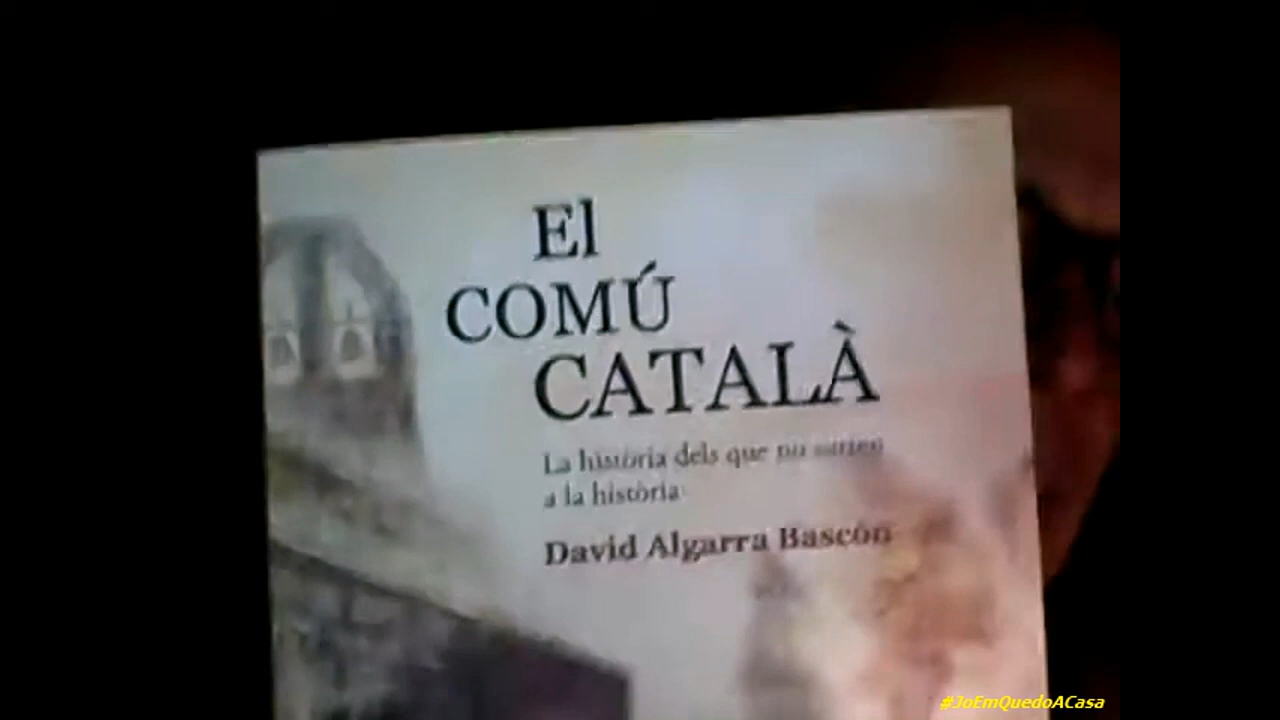 El
COMÚ
CATALÀ
La història dels que no surten
a la història
David Algarra Bascón
#JoEmQuedoACasa